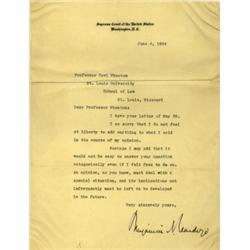 Supreme Court of the United States
Washington, D.C.
June 4, 1934
Professor Carl Wheaton
St. Louis University
School of Law
St. Louis, Missouri
Dear Professor Wheaton:
I have your letter of May 26.
I am sorry that I do not feel
at liberty to add anything to what I said
in the course of my opinion.
Perhaps I may add that it
would not be easy to answer your question
categorically even if I felt free to do so.
An opinion, as you know, must deal with a
special situation, and its implications not
infrequently must be left to be developed in
the future.
Very sincerely yours,
Benjamin N. Cardozo